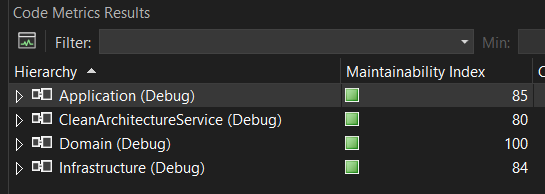 Code Metrics Results
Filter: Min:
Hierarchy Maintainability Index
Application (Debug) 85
CleanArchitectureService (Debug) 80
Domain (Debug) 100
Infrastructure (Debug) 84